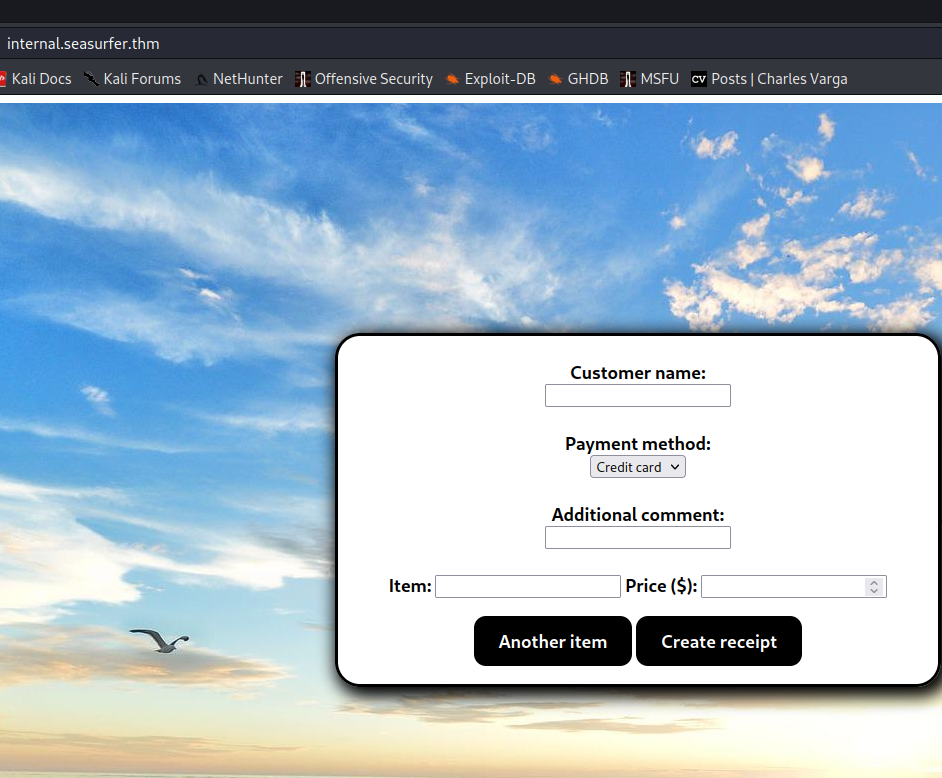 internal.seasurfer.thm
Kali Docs Kali Forums NetHunter Offensive Security Exploit-DB GHDB MSFU CV Posts | Charles Varga
Customer name:
Payment method:
Credit card
Additional comment:
Item: Price ($):
Another item Create receipt